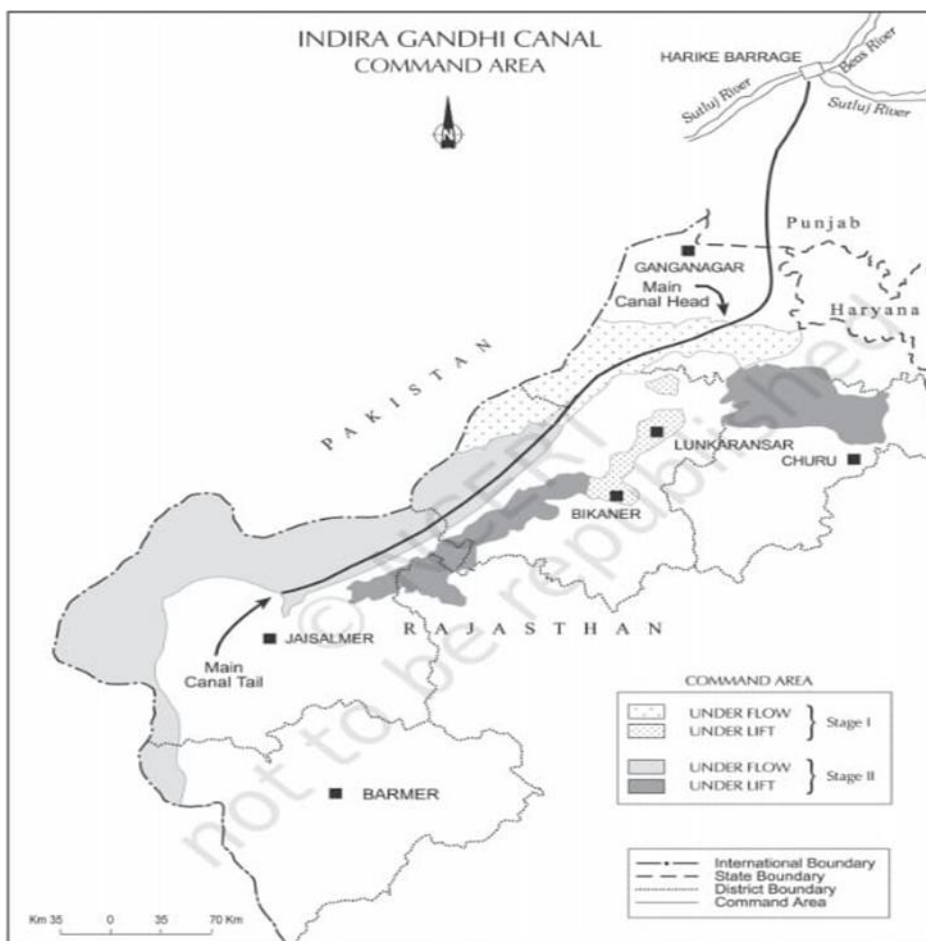 INDIRA GANDHI CANAL
COMMAND AREA
HARIKE BARRAGE
Beas River
Sutluj River
Sutluj River
N
Punjab
GANGANAGAR
Main
Canal Head
Haryana
PAKISTAN
LUNKARANSAR
CHURU
BIKANER
RAJASTHAN
JAISALMER
Main
Canal Tail
BARMER
COMMAND AREA
UNDER FLOW
UNDER LIFT
Stage I
UNDER FLOW
UNDER LIFT
Stage II
International Boundary
State Boundary
District Boundary
Command Area
Km 35 0 35 70 Km
© NCERT
not to be republished